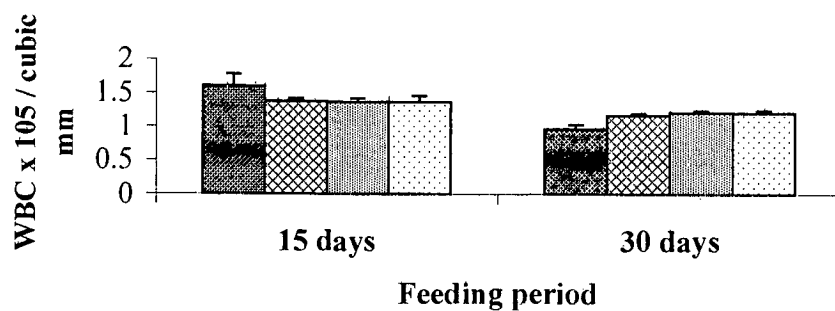 WBC x 105 / cubic
mm
2
1.5
1
0.5
0
15 days
30 days
Feeding period